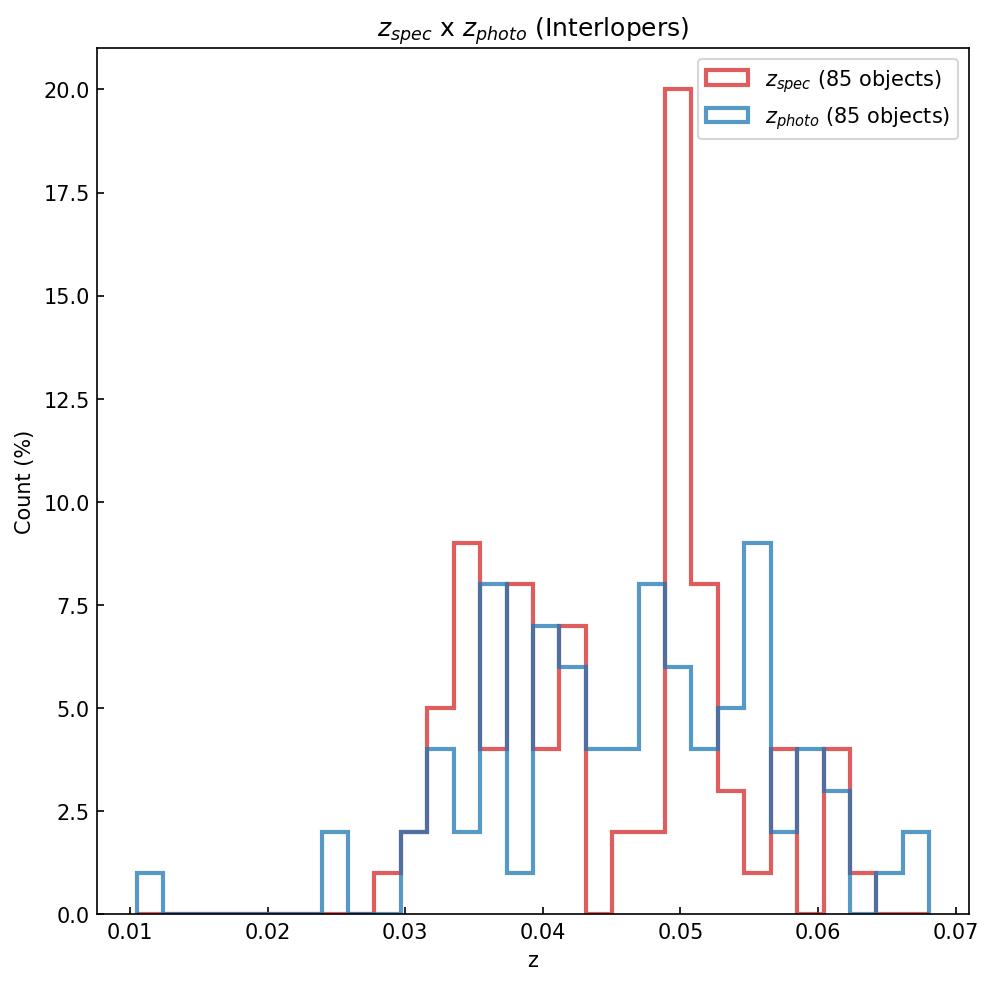 z_spec x z_photo (Interlopers)
z_spec (85 objects)
z_photo (85 objects)
Count (%)
20.0
17.5
15.0
12.5
10.0
7.5
5.0
2.5
0.0
0.01 0.02 0.03 0.04 0.05 0.06 0.07
z